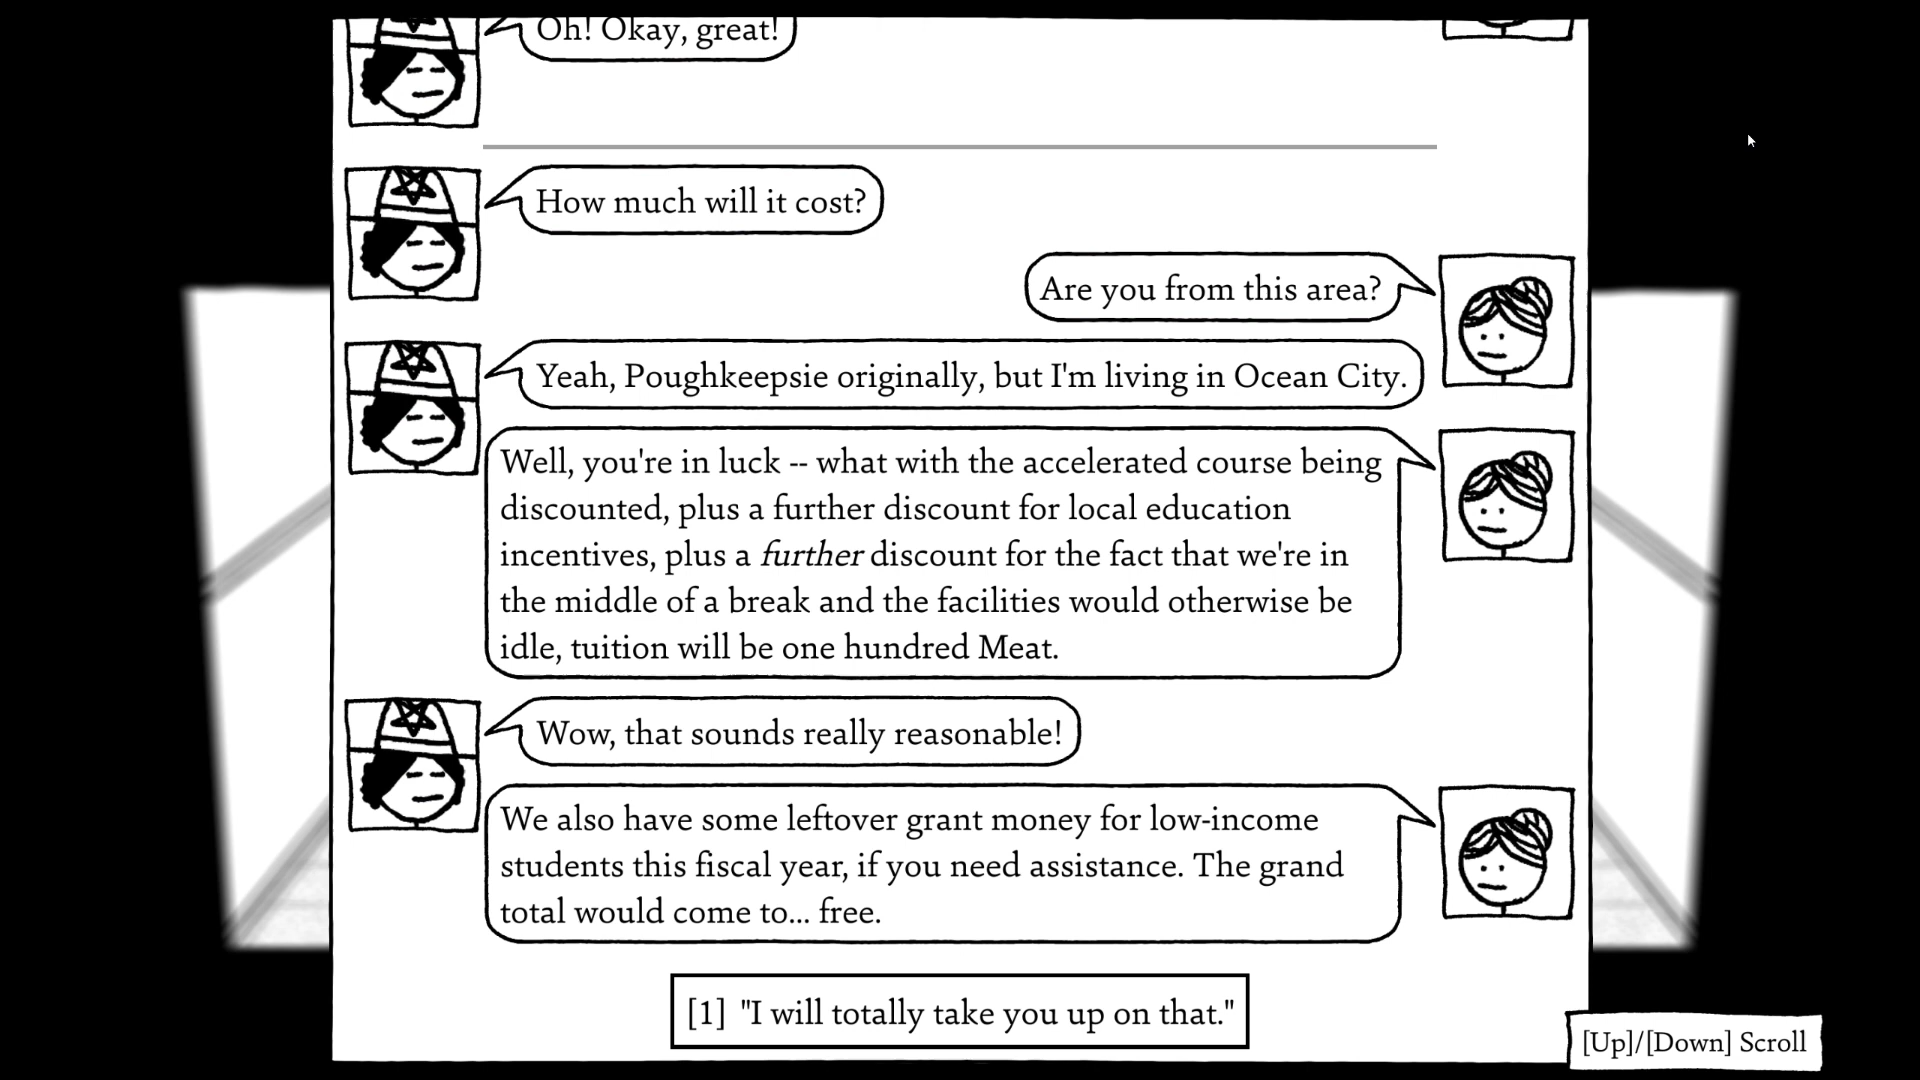 Oh! Okay, great!
How much will it cost?
Are you from this area?
Yeah, Poughkeepsie originally, but I'm living in Ocean City.
Well, you're in luck -- what with the accelerated course being
discounted, plus a further discount for local education
incentives, plus a further discount for the fact that we're in
the middle of a break and the facilities would otherwise be
idle, tuition will be one hundred Meat.
Wow, that sounds really reasonable!
We also have some leftover grant money for low-income
students this fiscal year, if you need assistance. The grand
total would come to... free.
[1] "I will totally take you up on that."
[Up]/[Down] Scroll